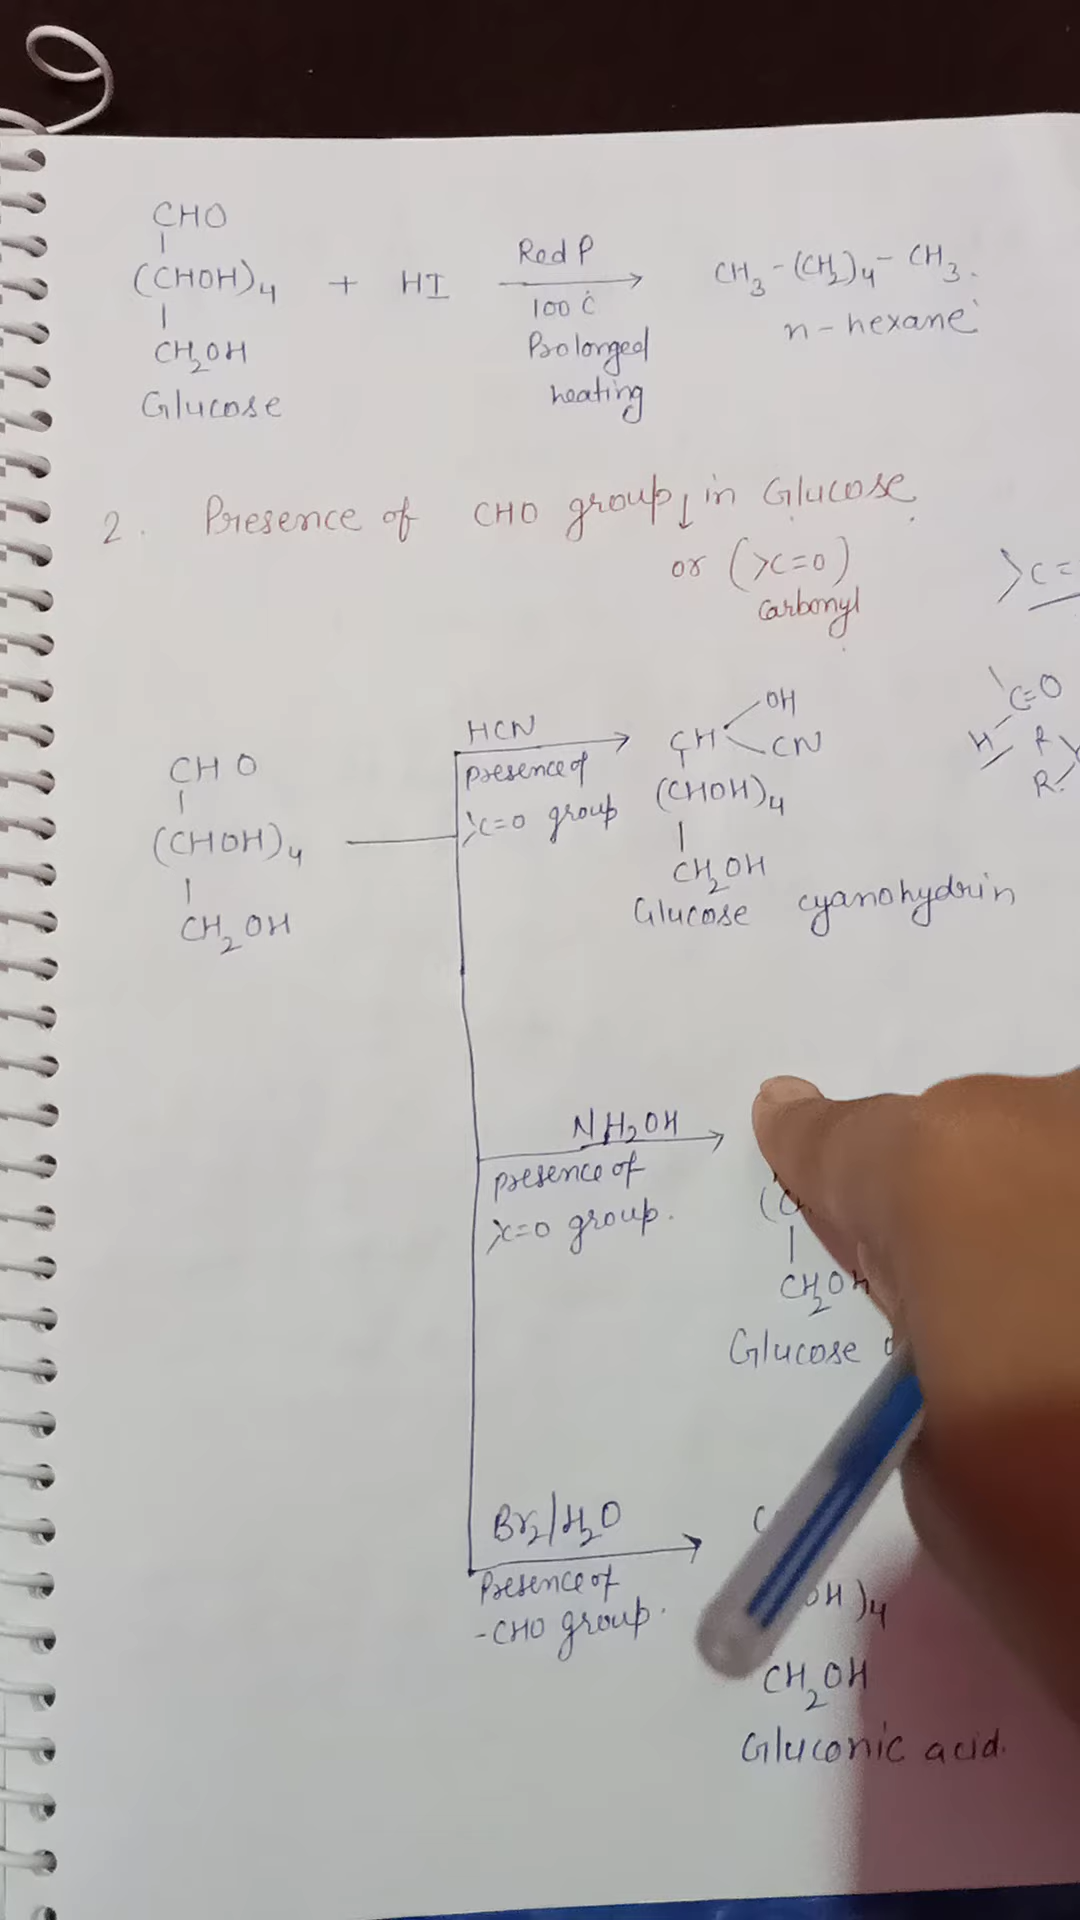 CHO
(CHOH)4 + HI Red P CH3-(CH2)4-CH3.
100°C
CH2OH Prolonged n-hexane
Glucose heating
2. Presence of CHO group↓ in Glucose
or (>C=O)
carbonyl
>C=
C=O
H R
R
CHO
(CHOH)4
CH2OH
HCN
presence of
>C=O group
OH
CH CN
(CHOH)4
CH2OH
Glucose cyanohydrin
NH2OH
presence of
>C=O group.
CH2OH
Glucose
Br2/H2O
Presence of
-CHO group.
OH)4
CH2OH
Gluconic acid.